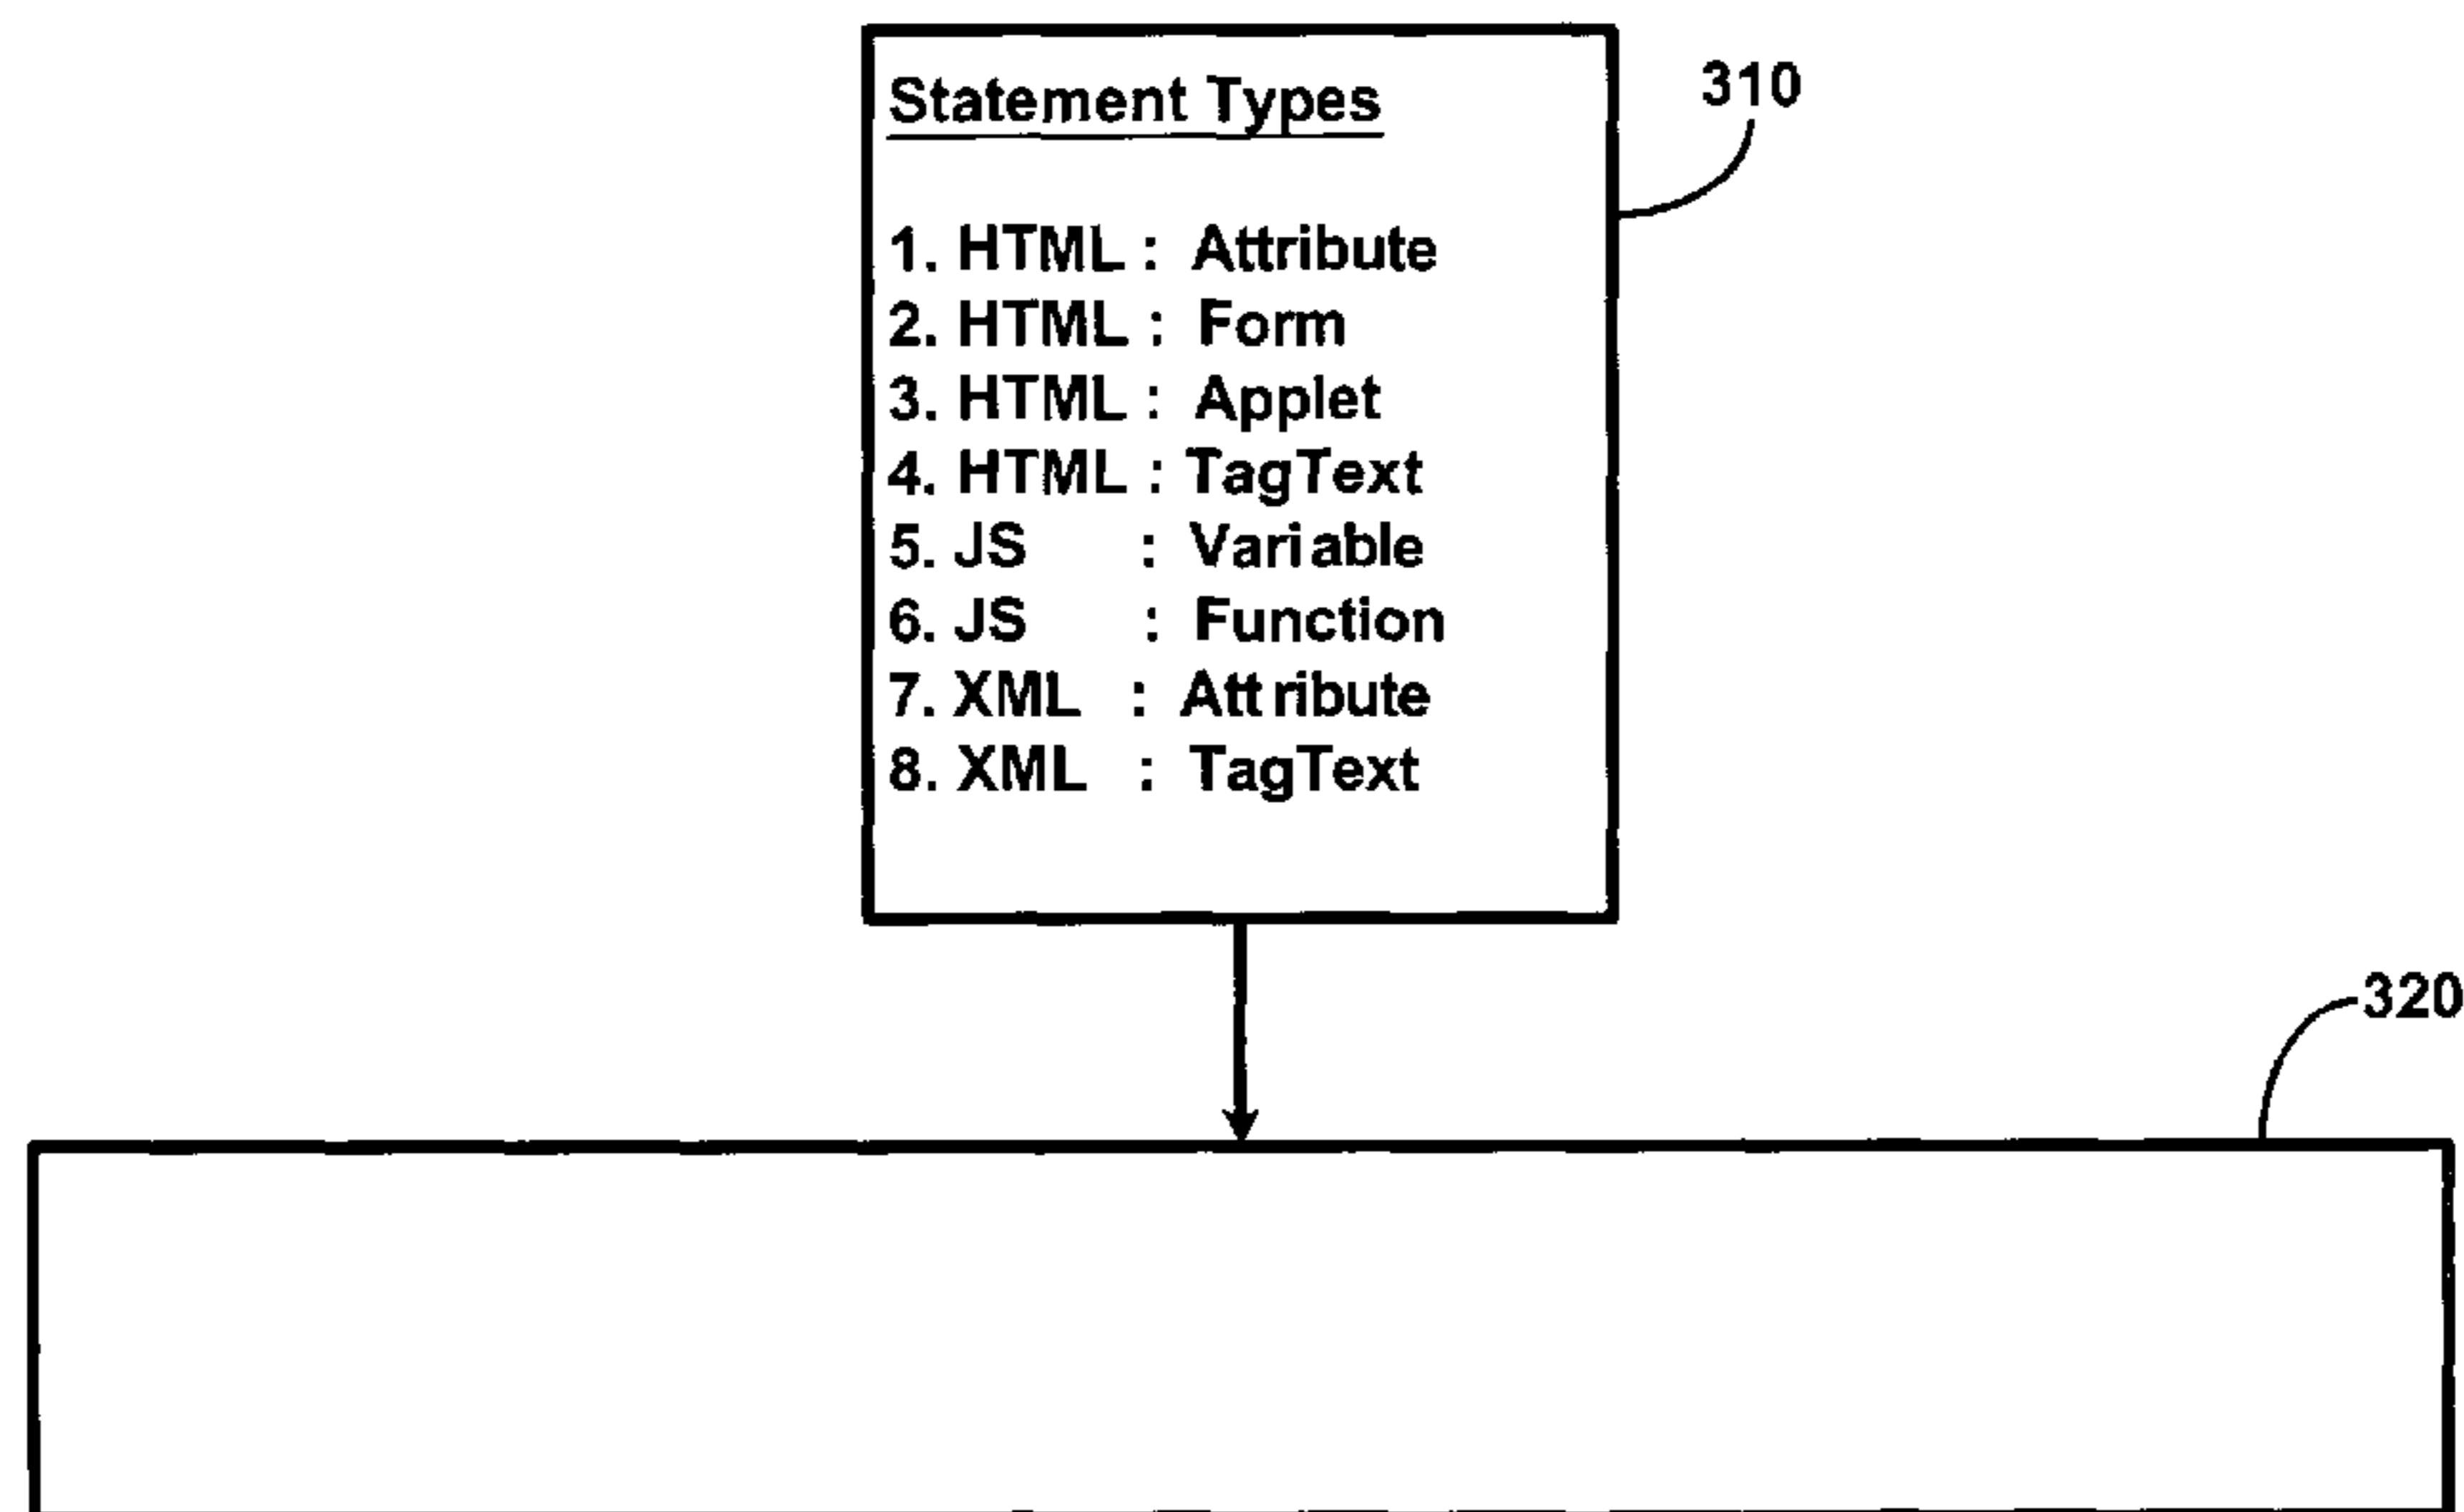 Statement Types
310
1. HTML : Attribute
2. HTML : Form
3. HTML : Applet
4. HTML : TagText
5. JS : Variable
6. JS : Function
7. XML : Attribute
8. XML : TagText
320